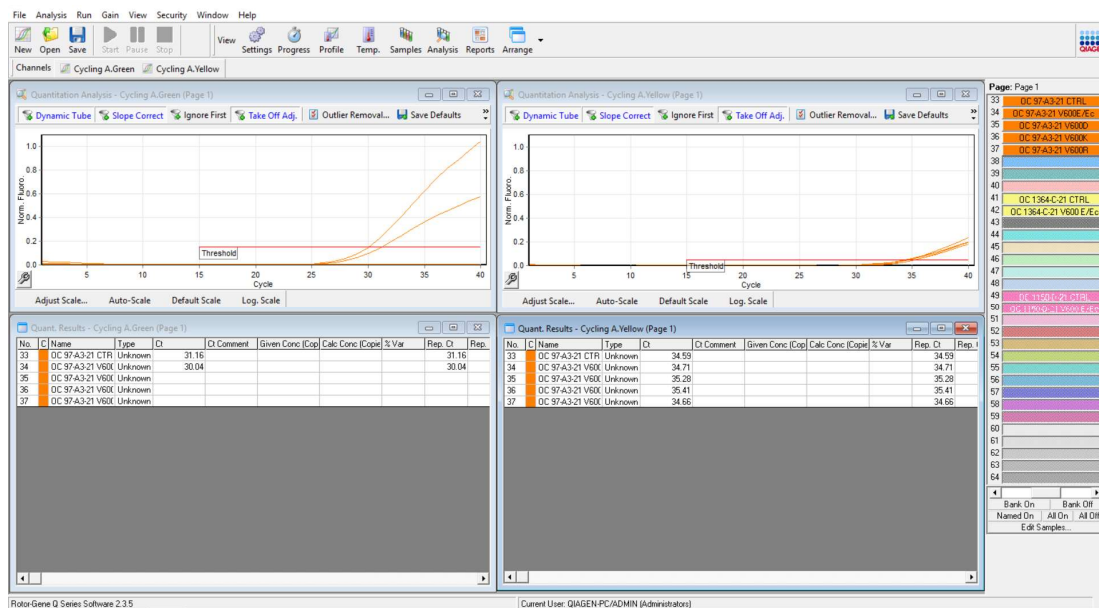 File Analysis Run Gain View Security Window Help
New Open Save Start Pause Stop View Settings Progress Profile Temp. Samples Analysis Reports Arrange
QIAGEN
Channels Cycling A.Green Cycling A.Yellow
Quantitation Analysis - Cycling A.Green (Page 1)
Dynamic Tube Slope Correct Ignore First Take Off Adj. Outlier Removal... Save Defaults
Norm. Fluoro.
1.0
0.8
0.6
0.4
0.2
0.0
Threshold
5 10 15 20 25 30 35 40
Cycle
Adjust Scale... Auto-Scale Default Scale Log. Scale
Quantitation Analysis - Cycling A.Yellow (Page 1)
Dynamic Tube Slope Correct Ignore First Take Off Adj. Outlier Removal... Save Defaults
Norm. Fluoro.
1.0
0.8
0.6
0.4
0.2
0.0
Threshold
5 10 15 20 25 30 35 40
Cycle
Adjust Scale... Auto-Scale Default Scale Log. Scale
Quant. Results - Cycling A.Green (Page 1)
No. C Name Type Ct Ct Comment Given Conc (Cop Calc Conc (Copie % Var Rep. Ct Rep.
33 OC 97-A3-21 CTR Unknown 31.16 31.16
34 OC 97-A3-21 V60( Unknown 30.04 30.04
35 OC 97-A3-21 V60( Unknown
36 OC 97-A3-21 V60( Unknown
37 OC 97-A3-21 V60( Unknown
Quant. Results - Cycling A.Yellow (Page 1)
No. C Name Type Ct Ct Comment Given Conc (Cop Calc Conc (Copie % Var Rep. Ct Rep.
33 OC 97-A3-21 CTR Unknown 34.59 34.59
34 OC 97-A3-21 V60( Unknown 34.71 34.71
35 OC 97-A3-21 V60( Unknown 35.28 35.28
36 OC 97-A3-21 V60( Unknown 35.41 35.41
37 OC 97-A3-21 V60( Unknown 34.66 34.66
Page: Page 1
33 OC 97-A3-21 CTRL
34 OC 97-A3-21 V600E/Ec
35 OC 97-A3-21 V600D
36 OC 97-A3-21 V600K
37 OC 97-A3-21 V600R
38
39
40
41 OC 1364-C-21 CTRL
42 OC 1364-C-21 V600 E/Ec
43
44
45
46
47
48
49 OC 1150-D-21 CTRL
50
51
52
53
54
55
56
57
58
59
60
61
62
63
64
Bank On Bank Off
Named On All On All Off
Edit Samples...
Rotor-Gene Q Series Software 2.3.5
Current User: QIAGEN-PC/ADMIN (Administrators)